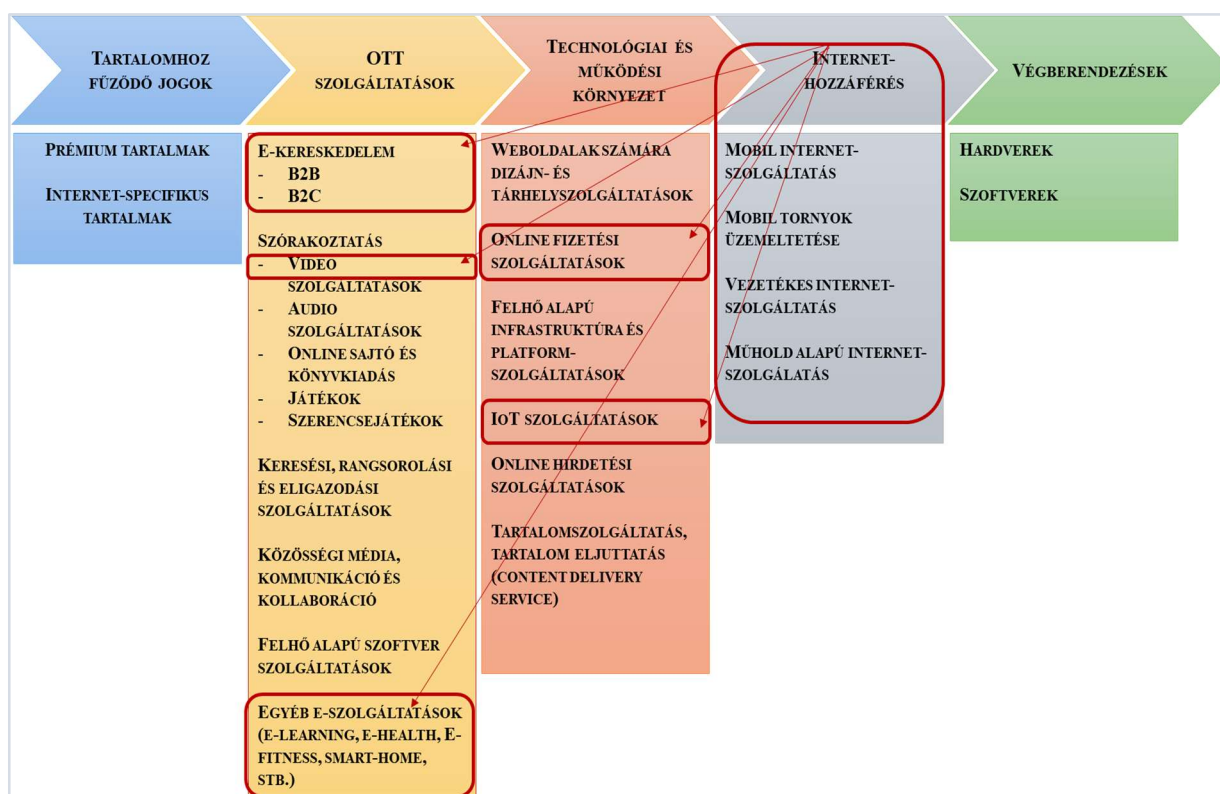 TARTALOMHOZ
FŰZŐDŐ JOGOK
OTT
SZOLGÁLTATÁSOK
TECHNOLÓGIAI ÉS
MŰKÖDÉSI
KÖRNYEZET
INTERNET-
HOZZÁFÉRÉS
VÉGBERENDEZÉSEK
PRÉMIUM TARTALMAK
INTERNET-SPECIFIKUS
TARTALMAK
E-KERESKEDELEM
- B2B
- B2C
SZÓRAKOZTATÁS
- VIDEO
SZOLGÁLTATÁSOK
- AUDIO
SZOLGÁLTATÁSOK
- ONLINE SAJTÓ ÉS
KÖNYVKIADÁS
- JÁTÉKOK
- SZERENCSEJÁTÉKOK
KERESÉSI, RANGSOROLÁSI
ÉS ELIGAZODÁSI
SZOLGÁLTATÁSOK
KÖZÖSSÉGI MÉDIA,
KOMMUNIKÁCIÓ ÉS
KOLLABORÁCIÓ
FELHŐ ALAPÚ SZOFTVER
SZOLGÁLTATÁSOK
EGYÉB E-SZOLGÁLTATÁSOK
(E-LEARNING, E-HEALTH, E-
FITNESS, SMART-HOME,
STB.)
WEBOLDALAK SZÁMÁRA
DIZÁJN- ÉS
TÁRHELYSZOLGÁLTATÁSOK
ONLINE FIZETÉSI
SZOLGÁLTATÁSOK
FELHŐ ALAPÚ
INFRASTRUKTÚRA ÉS
PLATFORM-
SZOLGÁLTATÁSOK
IOT SZOLGÁLTATÁSOK
ONLINE HIRDETÉSI
SZOLGÁLTATÁSOK
TARTALOMSZOLGÁLTATÁS,
TARTALOM ELJUTTATÁS
(CONTENT DELIVERY
SERVICE)
MOBIL INTERNET-
SZOLGÁLTATÁS
MOBIL TORNYOK
ÜZEMELTETÉSE
VEZETÉKES INTERNET-
SZOLGÁLTATÁS
MŰHOLD ALAPÚ INTERNET-
SZOLGÁLATÁS
HARDVEREK
SZOFTVEREK